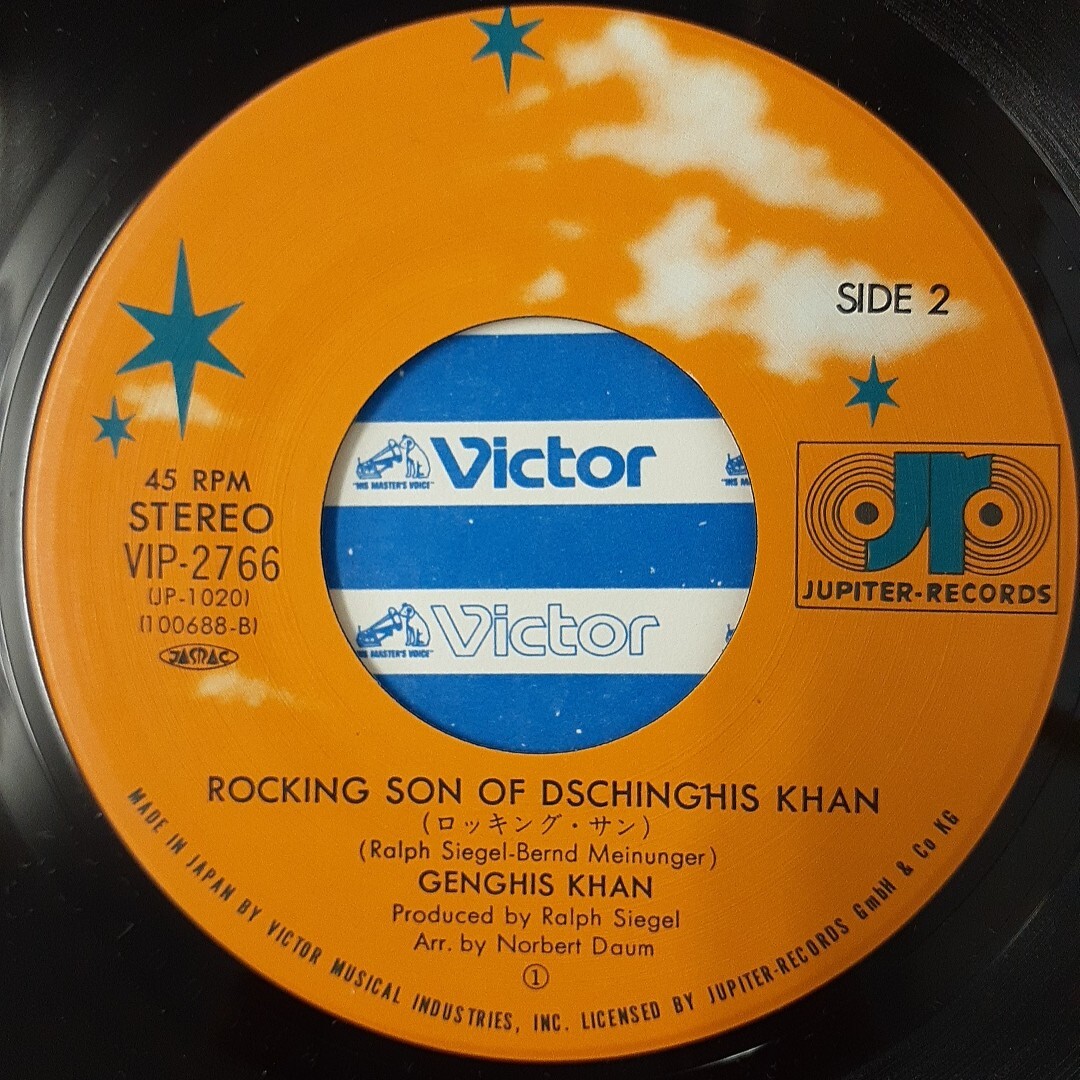 SIDE 2
45 RPM
STEREO
VIP-2766
(JP-1020)
(100688-B)
JASRAC
JR
JUPITER-RECORDS
"HIS MASTER'S VOICE" Victor "HIS MA
"HIS MASTER'S VOICE" Victor
ROCKING SON OF DSCHINGHIS KHAN
(ロッキング・サン)
(Ralph Siegel-Bernd Meinunger)
GENGHIS KHAN
Produced by Ralph Siegel
Arr. by Norbert Daum
①
MADE IN JAPAN BY VICTOR MUSICAL INDUSTRIES, INC. LICENSED BY JUPITER-RECORDS GmbH & Co KG